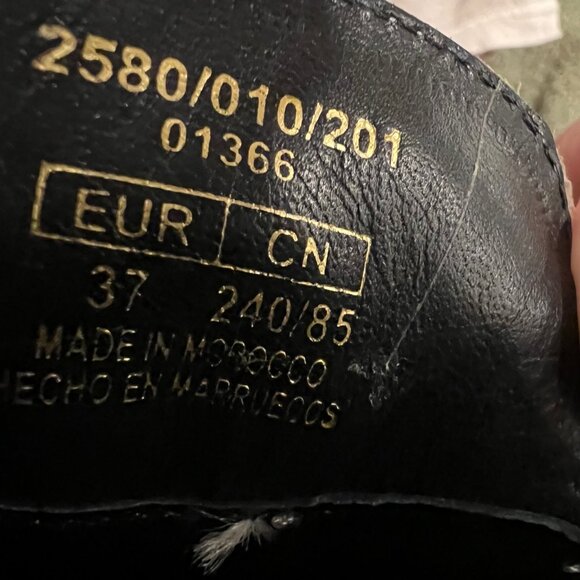 2580/010/201
01366
EUR CN
37 240/85
MADE IN MOROCCO
HECHO EN MARRUECOS